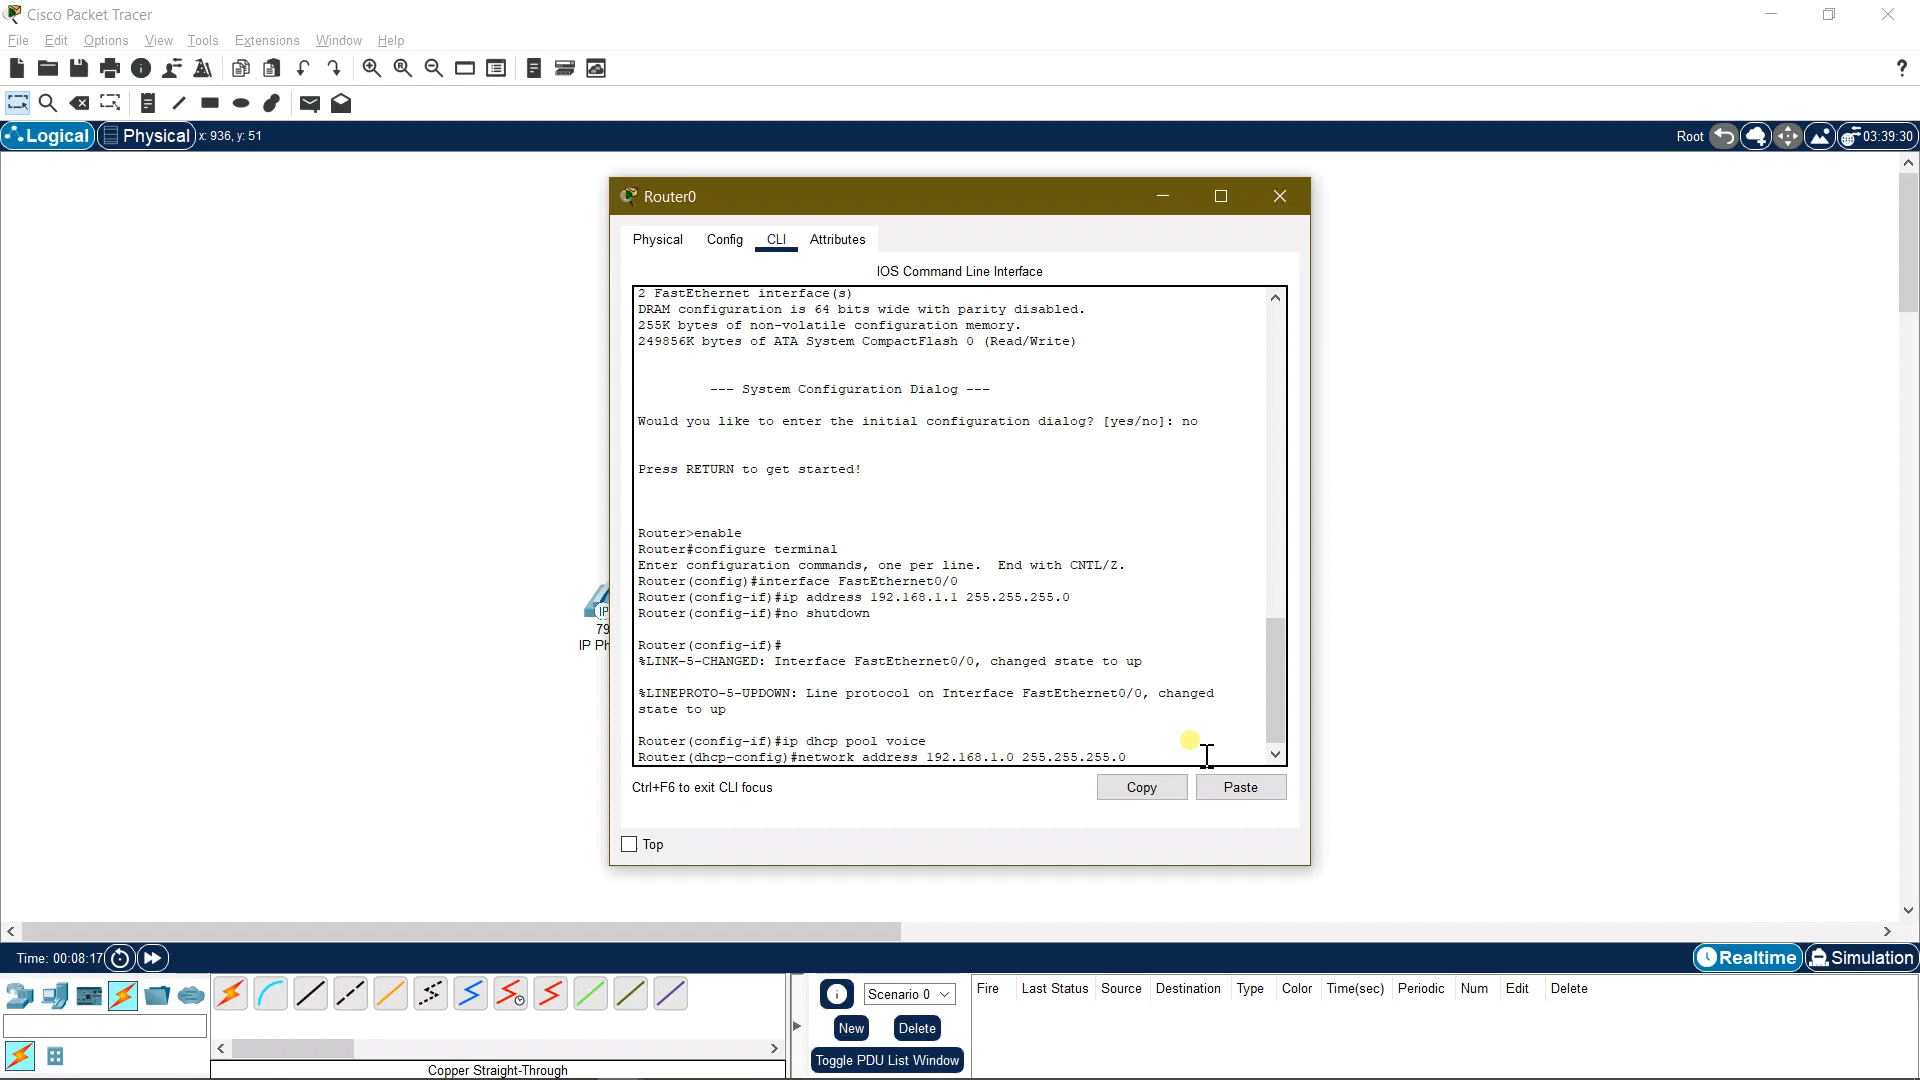 Cisco Packet Tracer
File Edit Options View Tools Extensions Window Help
?
Logical Physical x: 936, y: 51
Root 03:39:30
Router0
Physical Config CLI Attributes
IOS Command Line Interface
2 FastEthernet interface(s)
DRAM configuration is 64 bits wide with parity disabled.
255K bytes of non-volatile configuration memory.
249856K bytes of ATA System CompactFlash 0 (Read/Write)
--- System Configuration Dialog ---
Would you like to enter the initial configuration dialog? [yes/no]: no
Press RETURN to get started!
Router>enable
Router#configure terminal
Enter configuration commands, one per line.  End with CNTL/Z.
Router(config)#interface FastEthernet0/0
Router(config-if)#ip address 192.168.1.1 255.255.255.0
Router(config-if)#no shutdown
Router(config-if)#
%LINK-5-CHANGED: Interface FastEthernet0/0, changed state to up
%LINEPROTO-5-UPDOWN: Line protocol on Interface FastEthernet0/0, changed
state to up
Router(config-if)#ip dhcp pool voice
Router(dhcp-config)#network address 192.168.1.0 255.255.255.0
IP
79
IP Ph
Ctrl+F6 to exit CLI focus
Copy Paste
Top
Time: 00:08:17
Realtime Simulation
Scenario 0
New Delete
Toggle PDU List Window
Fire Last Status Source Destination Type Color Time(sec) Periodic Num Edit Delete
Copper Straight-Through